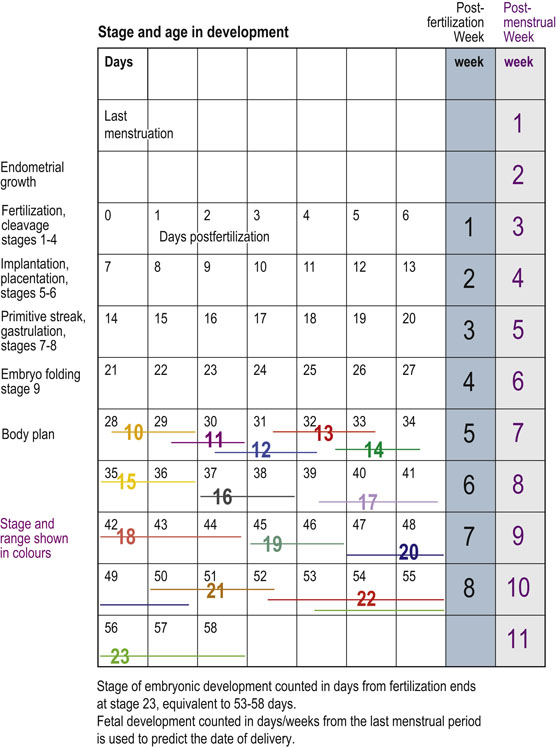 Stage and age in development
Post-
fertilization
Week
Post-
menstrual
Week
Days
week
week
Last
menstruation
1
Endometrial
growth
2
Fertilization,
cleavage
stages 1-4
0 1 2 3 4 5 6
Days postfertilization
1 3
Implantation,
placentation,
stages 5-6
7 8 9 10 11 12 13
2 4
Primitive streak,
gastrulation,
stages 7-8
14 15 16 17 18 19 20
3 5
Embryo folding
stage 9
21 22 23 24 25 26 27
4 6
Body plan
28 29 30 31 32 33 34
10 11 12 13 14
5 7
35 36 37 38 39 40 41
15 16 17
6 8
Stage and
range shown
in colours
42 43 44 45 46 47 48
18 19 20
7 9
49 50 51 52 53 54 55
21 22
8 10
56 57 58
23
11
Stage of embryonic development counted in days from fertilization ends
at stage 23, equivalent to 53-58 days.
Fetal development counted in days/weeks from the last menstrual period
is used to predict the date of delivery.